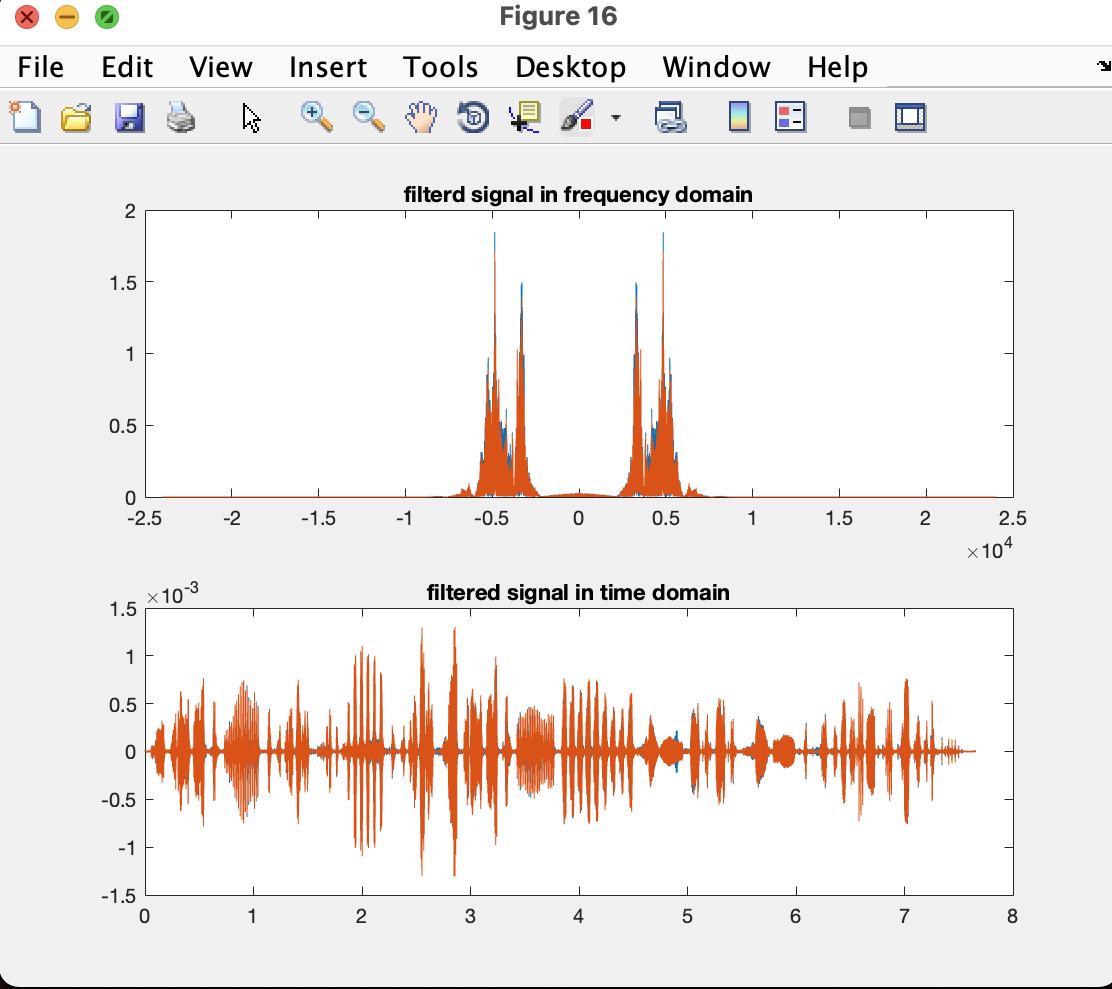 Figure 16
File Edit View Insert Tools Desktop Window Help
filterd signal in frequency domain
2
1.5
1
0.5
0
-2.5 -2 -1.5 -1 -0.5 0 0.5 1 1.5 2 2.5
×10^4
filtered signal in time domain
×10^-3
1.5
1
0.5
0
-0.5
-1
-1.5
0 1 2 3 4 5 6 7 8